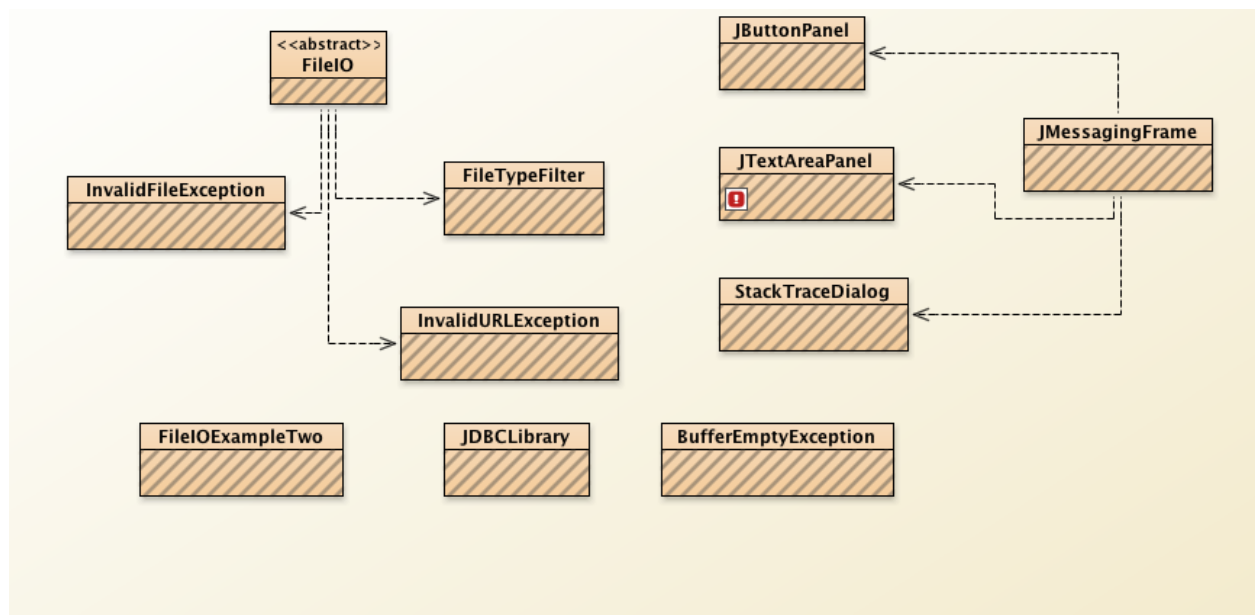 <<abstract>>
FileIO
JButtonPanel
JMessagingFrame
JTextAreaPanel
FileTypeFilter
InvalidFileException
StackTraceDialog
InvalidURLException
FileIOExampleTwo
JDBCLibrary
BufferEmptyException